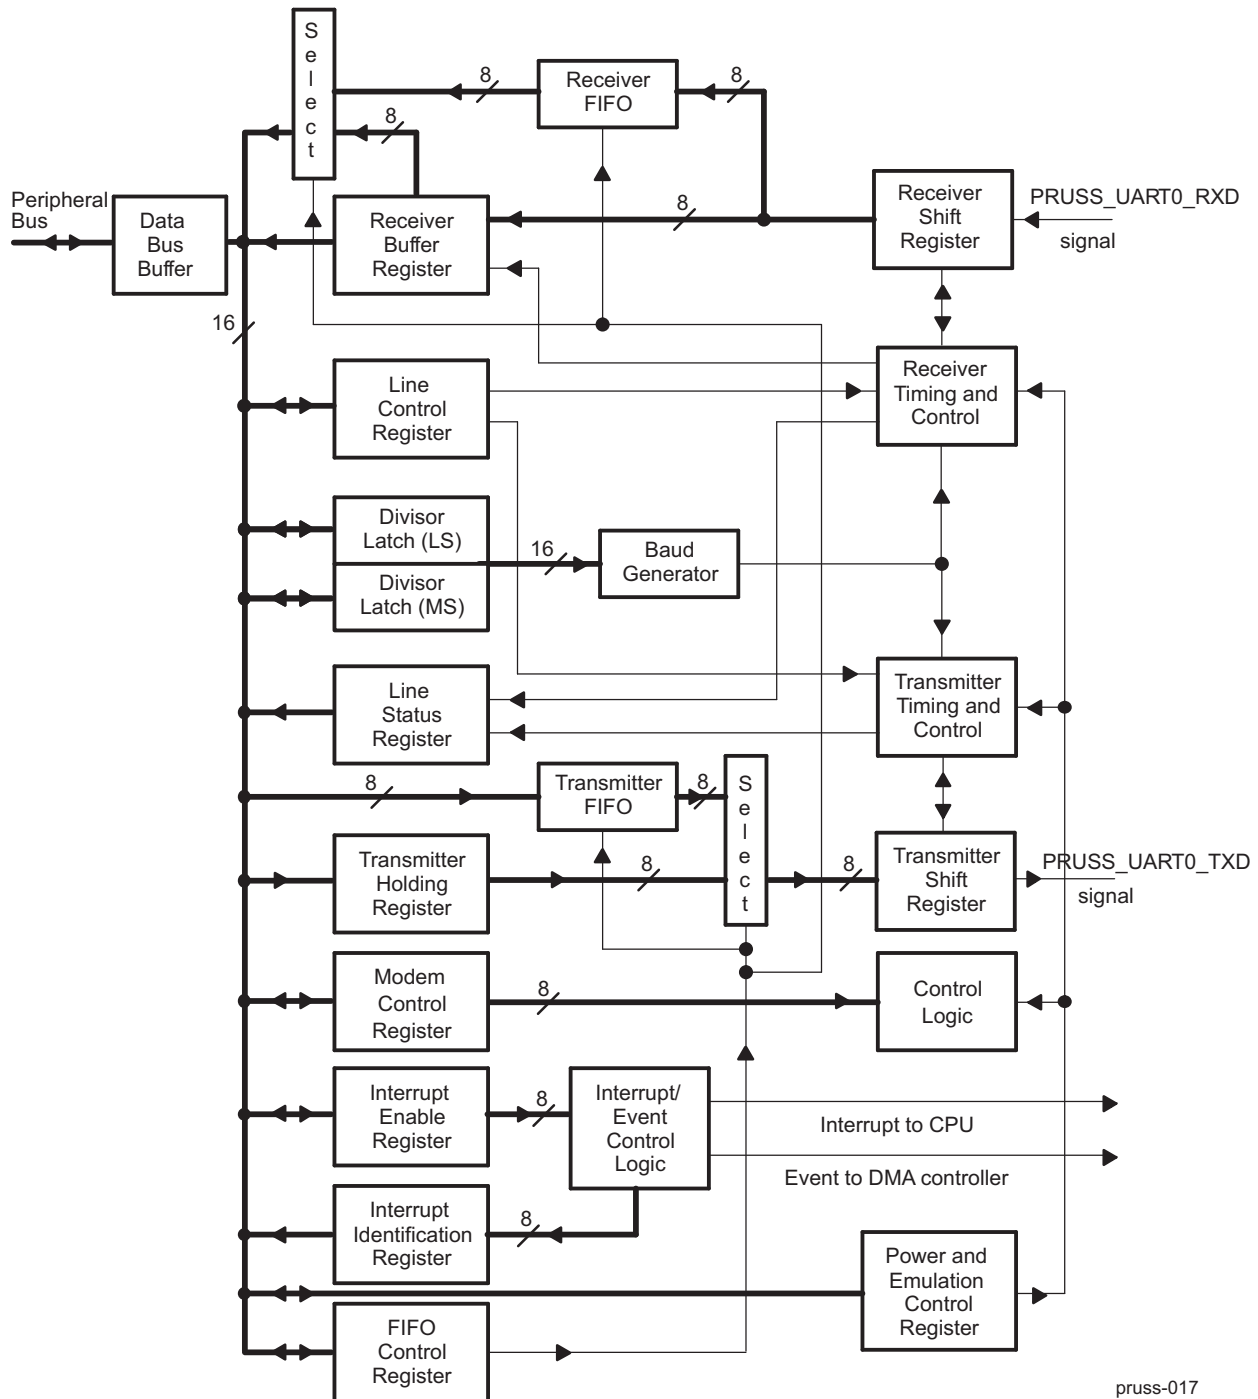 S
e
l
e
c
t
8
Receiver
FIFO
8
8
Peripheral
Bus
Data
Bus
Buffer
Receiver
Buffer
Register
8
Receiver
Shift
Register
PRUSS_UART0_RXD
signal
16
Line
Control
Register
Receiver
Timing and
Control
Divisor
Latch (LS)
16
Baud
Generator
Divisor
Latch (MS)
Line
Status
Register
Transmitter
Timing and
Control
8
Transmitter
FIFO
8
S
e
l
e
c
t
Transmitter
Holding
Register
8
8
Transmitter
Shift
Register
PRUSS_UART0_TXD
signal
Modem
Control
Register
8
Control
Logic
Interrupt
Enable
Register
8
Interrupt/
Event
Control
Logic
Interrupt to CPU
Event to DMA controller
Interrupt
Identification
Register
8
Power and
Emulation
Control
Register
FIFO
Control
Register
pruss-017